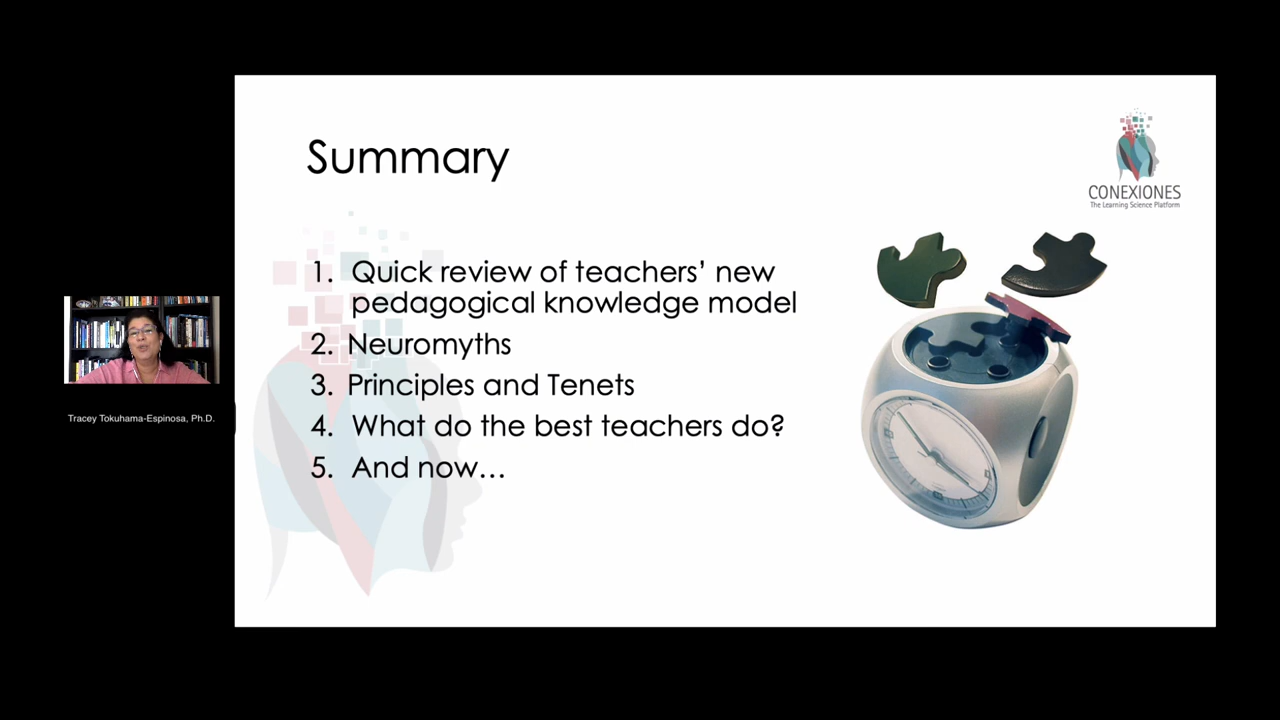 Summary
CONEXIONES
The Learning Science Platform
1. Quick review of teachers’ new
pedagogical knowledge model
2. Neuromyths
3. Principles and Tenets
4. What do the best teachers do?
5. And now…
Tracey Tokuhama-Espinosa, Ph.D.